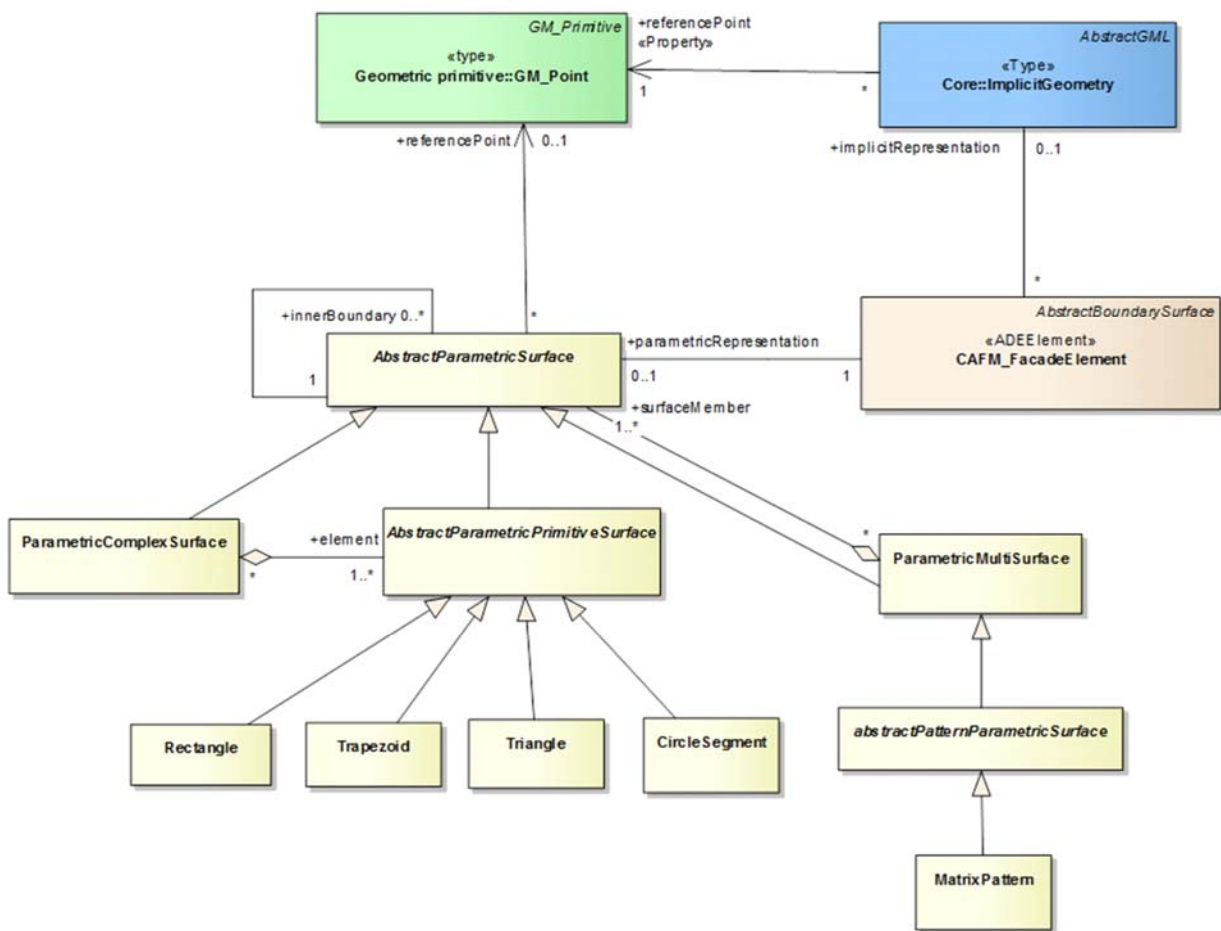 GM_Primitive
«type»
Geometric primitive::GM_Point
+referencePoint
«Property»
1
*
AbstractGML
«Type»
Core::ImplicitGeometry
+referencePoint
0..1
+implicitRepresentation
0..1
+innerBoundary 0..*
*
*
AbstractParametricSurface
1
+parametricRepresentation
0..1
1
AbstractBoundarySurface
«ADEElement»
CAFM_FacadeElement
+surfaceMember
1..*
ParametricComplexSurface
+element
*
1..*
AbstractParametricPrimitiveSurface
*
ParametricMultiSurface
Rectangle
Trapezoid
Triangle
CircleSegment
abstractPatternParametricSurface
MatrixPattern